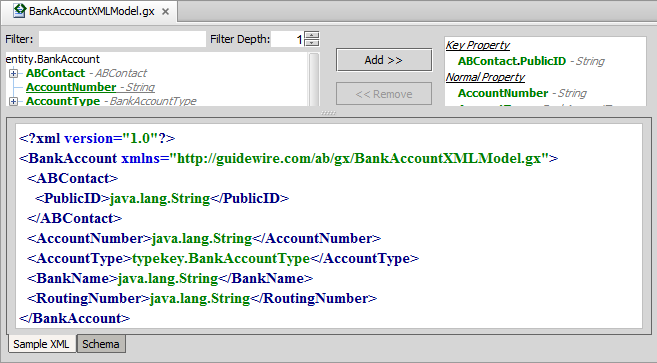 BankAccountXMLModel.gx ×
Filter: Filter Depth: 1
entity.BankAccount
ABContact - ABContact
AccountNumber - String
AccountType - BankAccountType
Add >>
<< Remove
Key Property
ABContact.PublicID - String
Normal Property
AccountNumber - String
<?xml version="1.0"?>
<BankAccount xmlns="http://guidewire.com/ab/gx/BankAccountXMLModel.gx">
<ABContact>
<PublicID>java.lang.String</PublicID>
</ABContact>
<AccountNumber>java.lang.String</AccountNumber>
<AccountType>typekey.BankAccountType</AccountType>
<BankName>java.lang.String</BankName>
<RoutingNumber>java.lang.String</RoutingNumber>
</BankAccount>
Sample XML Schema